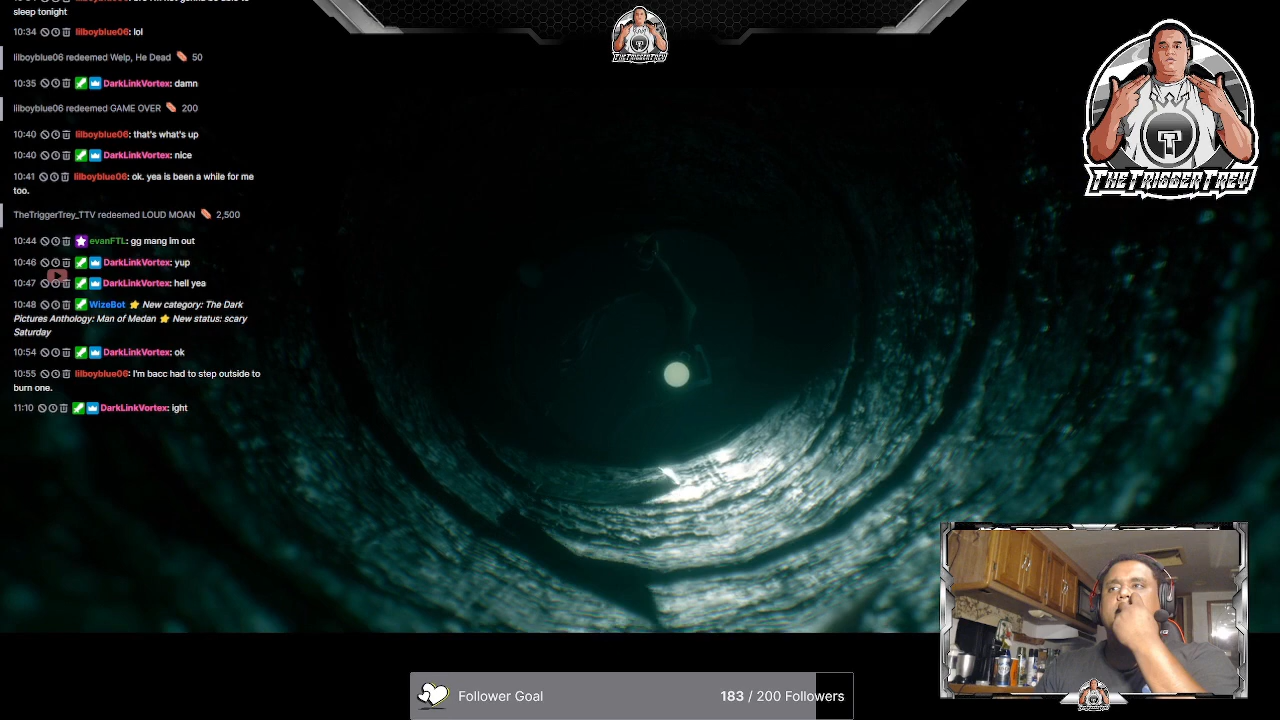 sleep tonight
10:34 lilboyblue06: lol
lilboyblue06 redeemed Welp, He Dead 50
10:35 DarkLinkVortex: damn
lilboyblue06 redeemed GAME OVER 200
10:40 lilboyblue06: that's what's up
10:40 DarkLinkVortex: nice
10:41 lilboyblue06: ok. yea is been a while for me
too.
TheTriggerTrey_TTV redeemed LOUD MOAN 2,500
10:44 evanFTL: gg mang im out
10:46 DarkLinkVortex: yup
10:47 DarkLinkVortex: hell yea
10:48 WizeBot New category: The Dark
Pictures Anthology: Man of Medan New status: scary
Saturday
10:54 DarkLinkVortex: ok
10:55 lilboyblue06: I'm bacc had to step outside to
burn one.
11:10 DarkLinkVortex: ight
THETRIGGERTREY
T
THETRIGGERTREY
Follower Goal 183 / 200 Followers